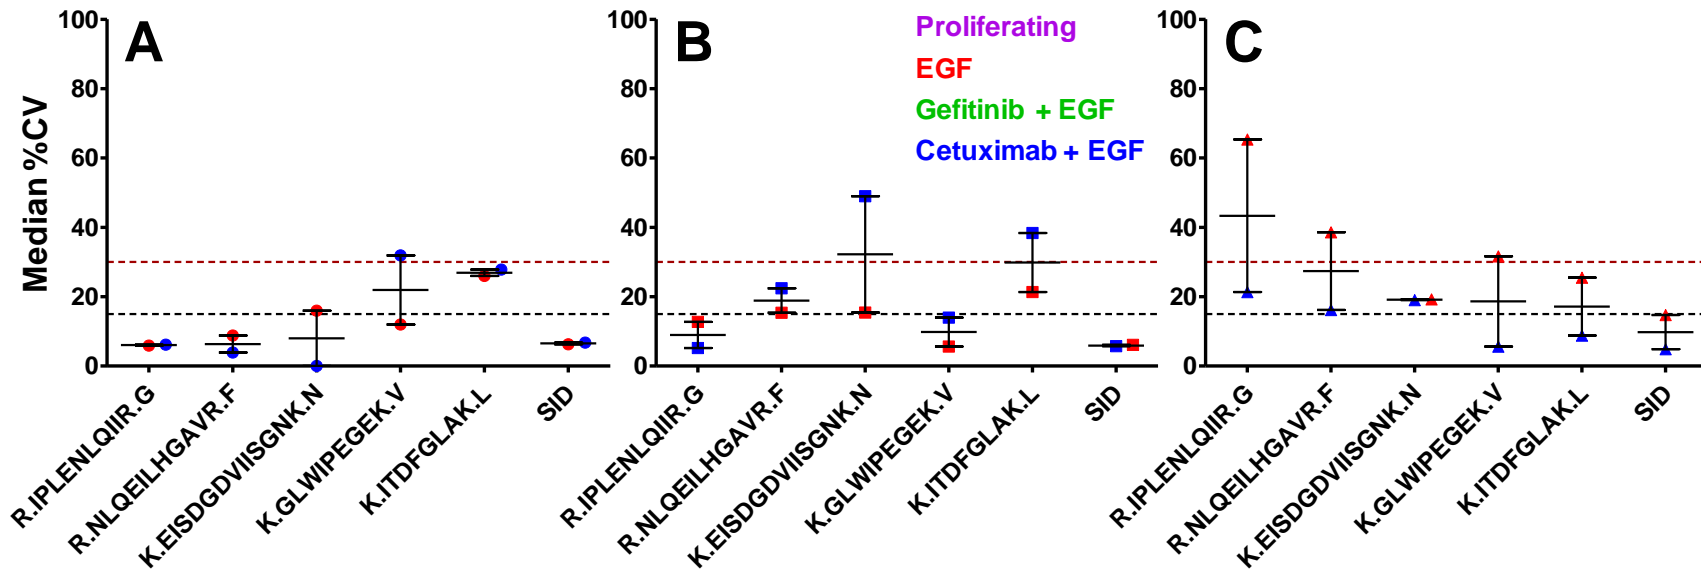 A
B
C
Proliferating
EGF
Gefitinib + EGF
Cetuximab + EGF
Median %CV
100
80
60
40
20
0
R.IPLENLQIIR.G
R.NLQEILHGAVR.F
K.EISDGDVIISGNK.N
K.GLWIPEGEK.V
K.ITDFGLAK.L
SID
100
80
60
40
20
0
R.IPLENLQIIR.G
R.NLQEILHGAVR.F
K.EISDGDVIISGNK.N
K.GLWIPEGEK.V
K.ITDFGLAK.L
SID
100
80
60
40
20
0
R.IPLENLQIIR.G
R.NLQEILHGAVR.F
K.EISDGDVIISGNK.N
K.GLWIPEGEK.V
K.ITDFGLAK.L
SID